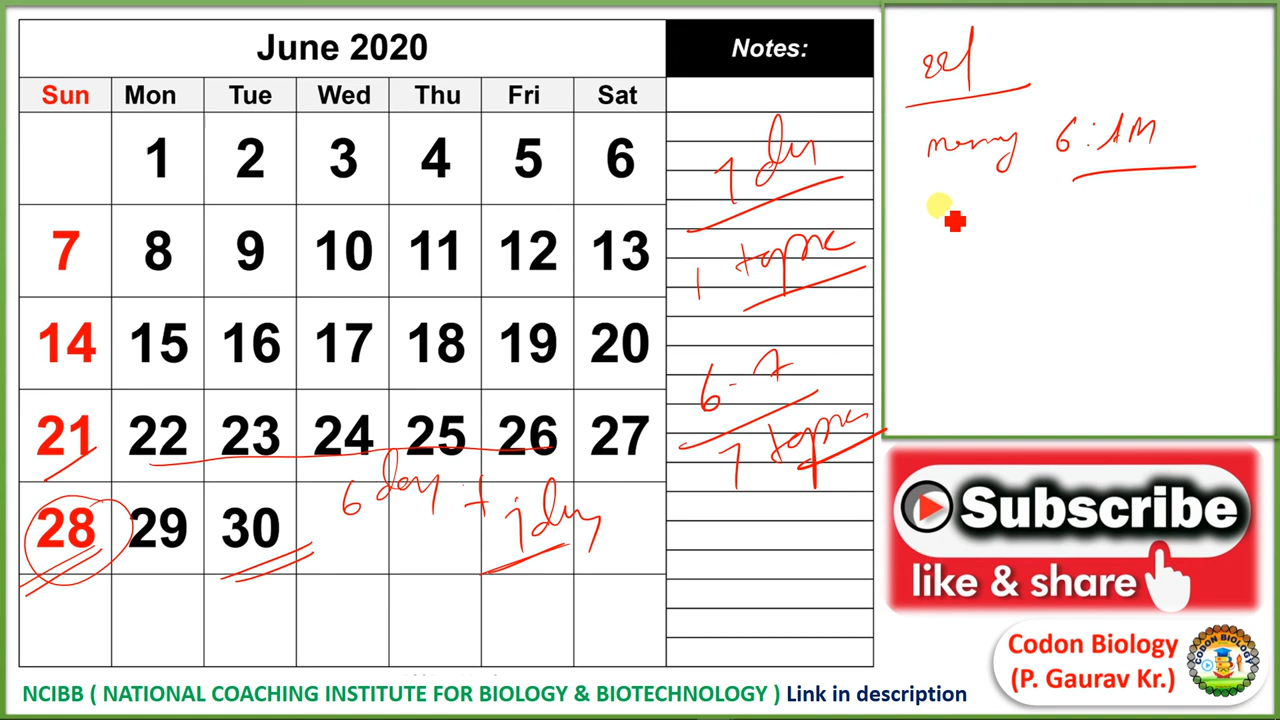 June 2020
Notes:
Sun Mon Tue Wed Thu Fri Sat
1 2 3 4 5 6
7 8 9 10 11 12 13
14 15 16 17 18 19 20
21 22 23 24 25 26 27
28 29 30
6 day + 1 day
1 day
1 topic
6-7
7 topic
6:AM
Subscribe
like & share
Codon Biology
(P. Gaurav Kr.)
CODON BIOLOGY
NCIBB ( NATIONAL COACHING INSTITUTE FOR BIOLOGY & BIOTECHNOLOGY ) Link in description